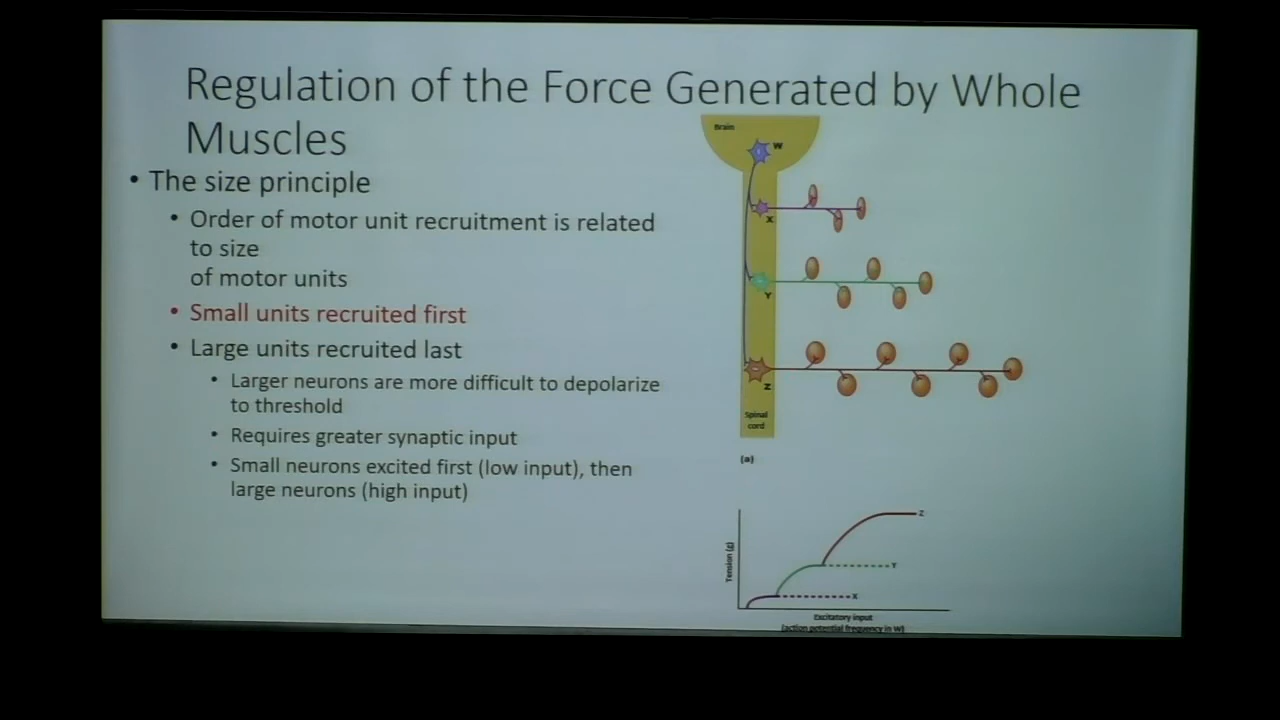 Regulation of the Force Generated by Whole
Muscles
• The size principle
• Order of motor unit recruitment is related
to size
of motor units
• Small units recruited first
• Large units recruited last
• Larger neurons are more difficult to depolarize
to threshold
• Requires greater synaptic input
• Small neurons excited first (low input), then
large neurons (high input)
Brain
W
X
Y
Z
Spinal
cord
(a)
Tension (g)
Z
Y
X
Excitatory input
(action potential frequency in W)